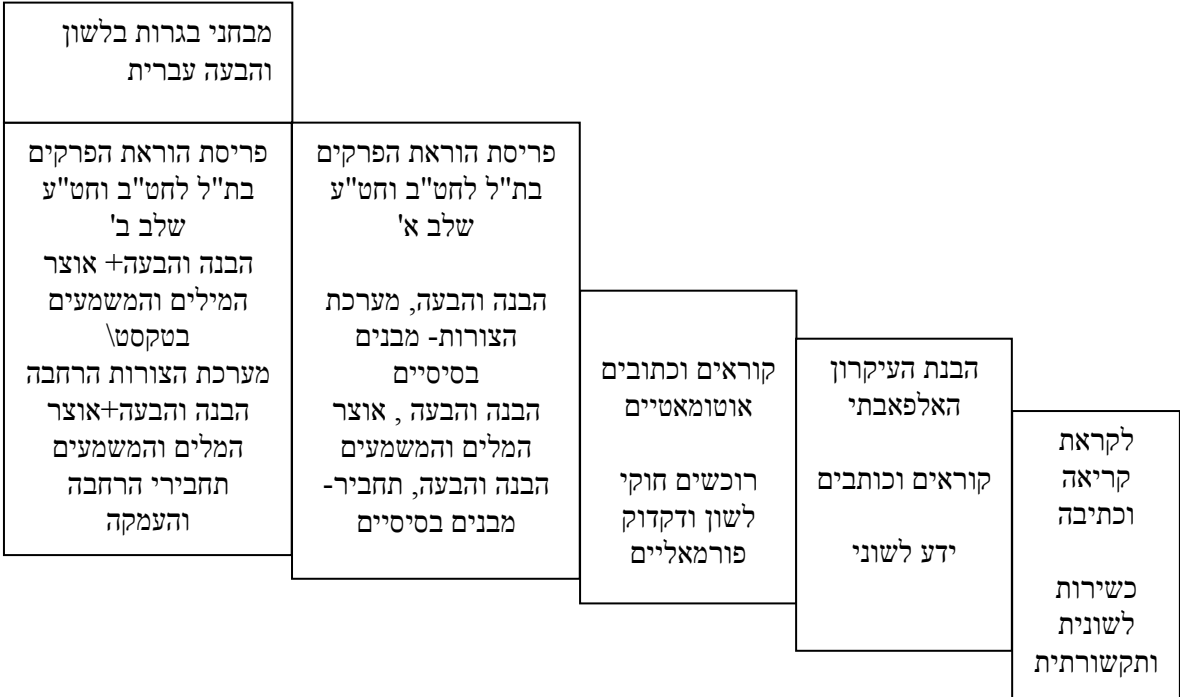 מבחני בגרות בלשון
והבעה עברית
לקראת
קריאה
וכתיבה
כשירות
לשונית
ותקשורתית
הבנת העיקרון
האלפאבתי
קוראים וכותבים
ידע לשוני
קוראים וכתובים
אוטומאטיים
רוכשים חוקי
לשון ודקדוק
פורמאליים
פריסת הוראת הפרקים
בת"ל לחט"ב וחט"ע
שלב א'
הבנה והבעה, מערכת
הצורות- מבנים
בסיסיים
הבנה והבעה , אוצר
המלים והמשמעים
הבנה והבעה, תחביר-
מבנים בסיסיים
פריסת הוראת הפרקים
בת"ל לחט"ב וחט"ע
שלב ב'
הבנה והבעה+ אוצר
המילים והמשמעים
בטקסט\
מערכת הצורות הרחבה
הבנה והבעה+אוצר
המלים והמשמעים
תחבירי הרחבה
והעמקה